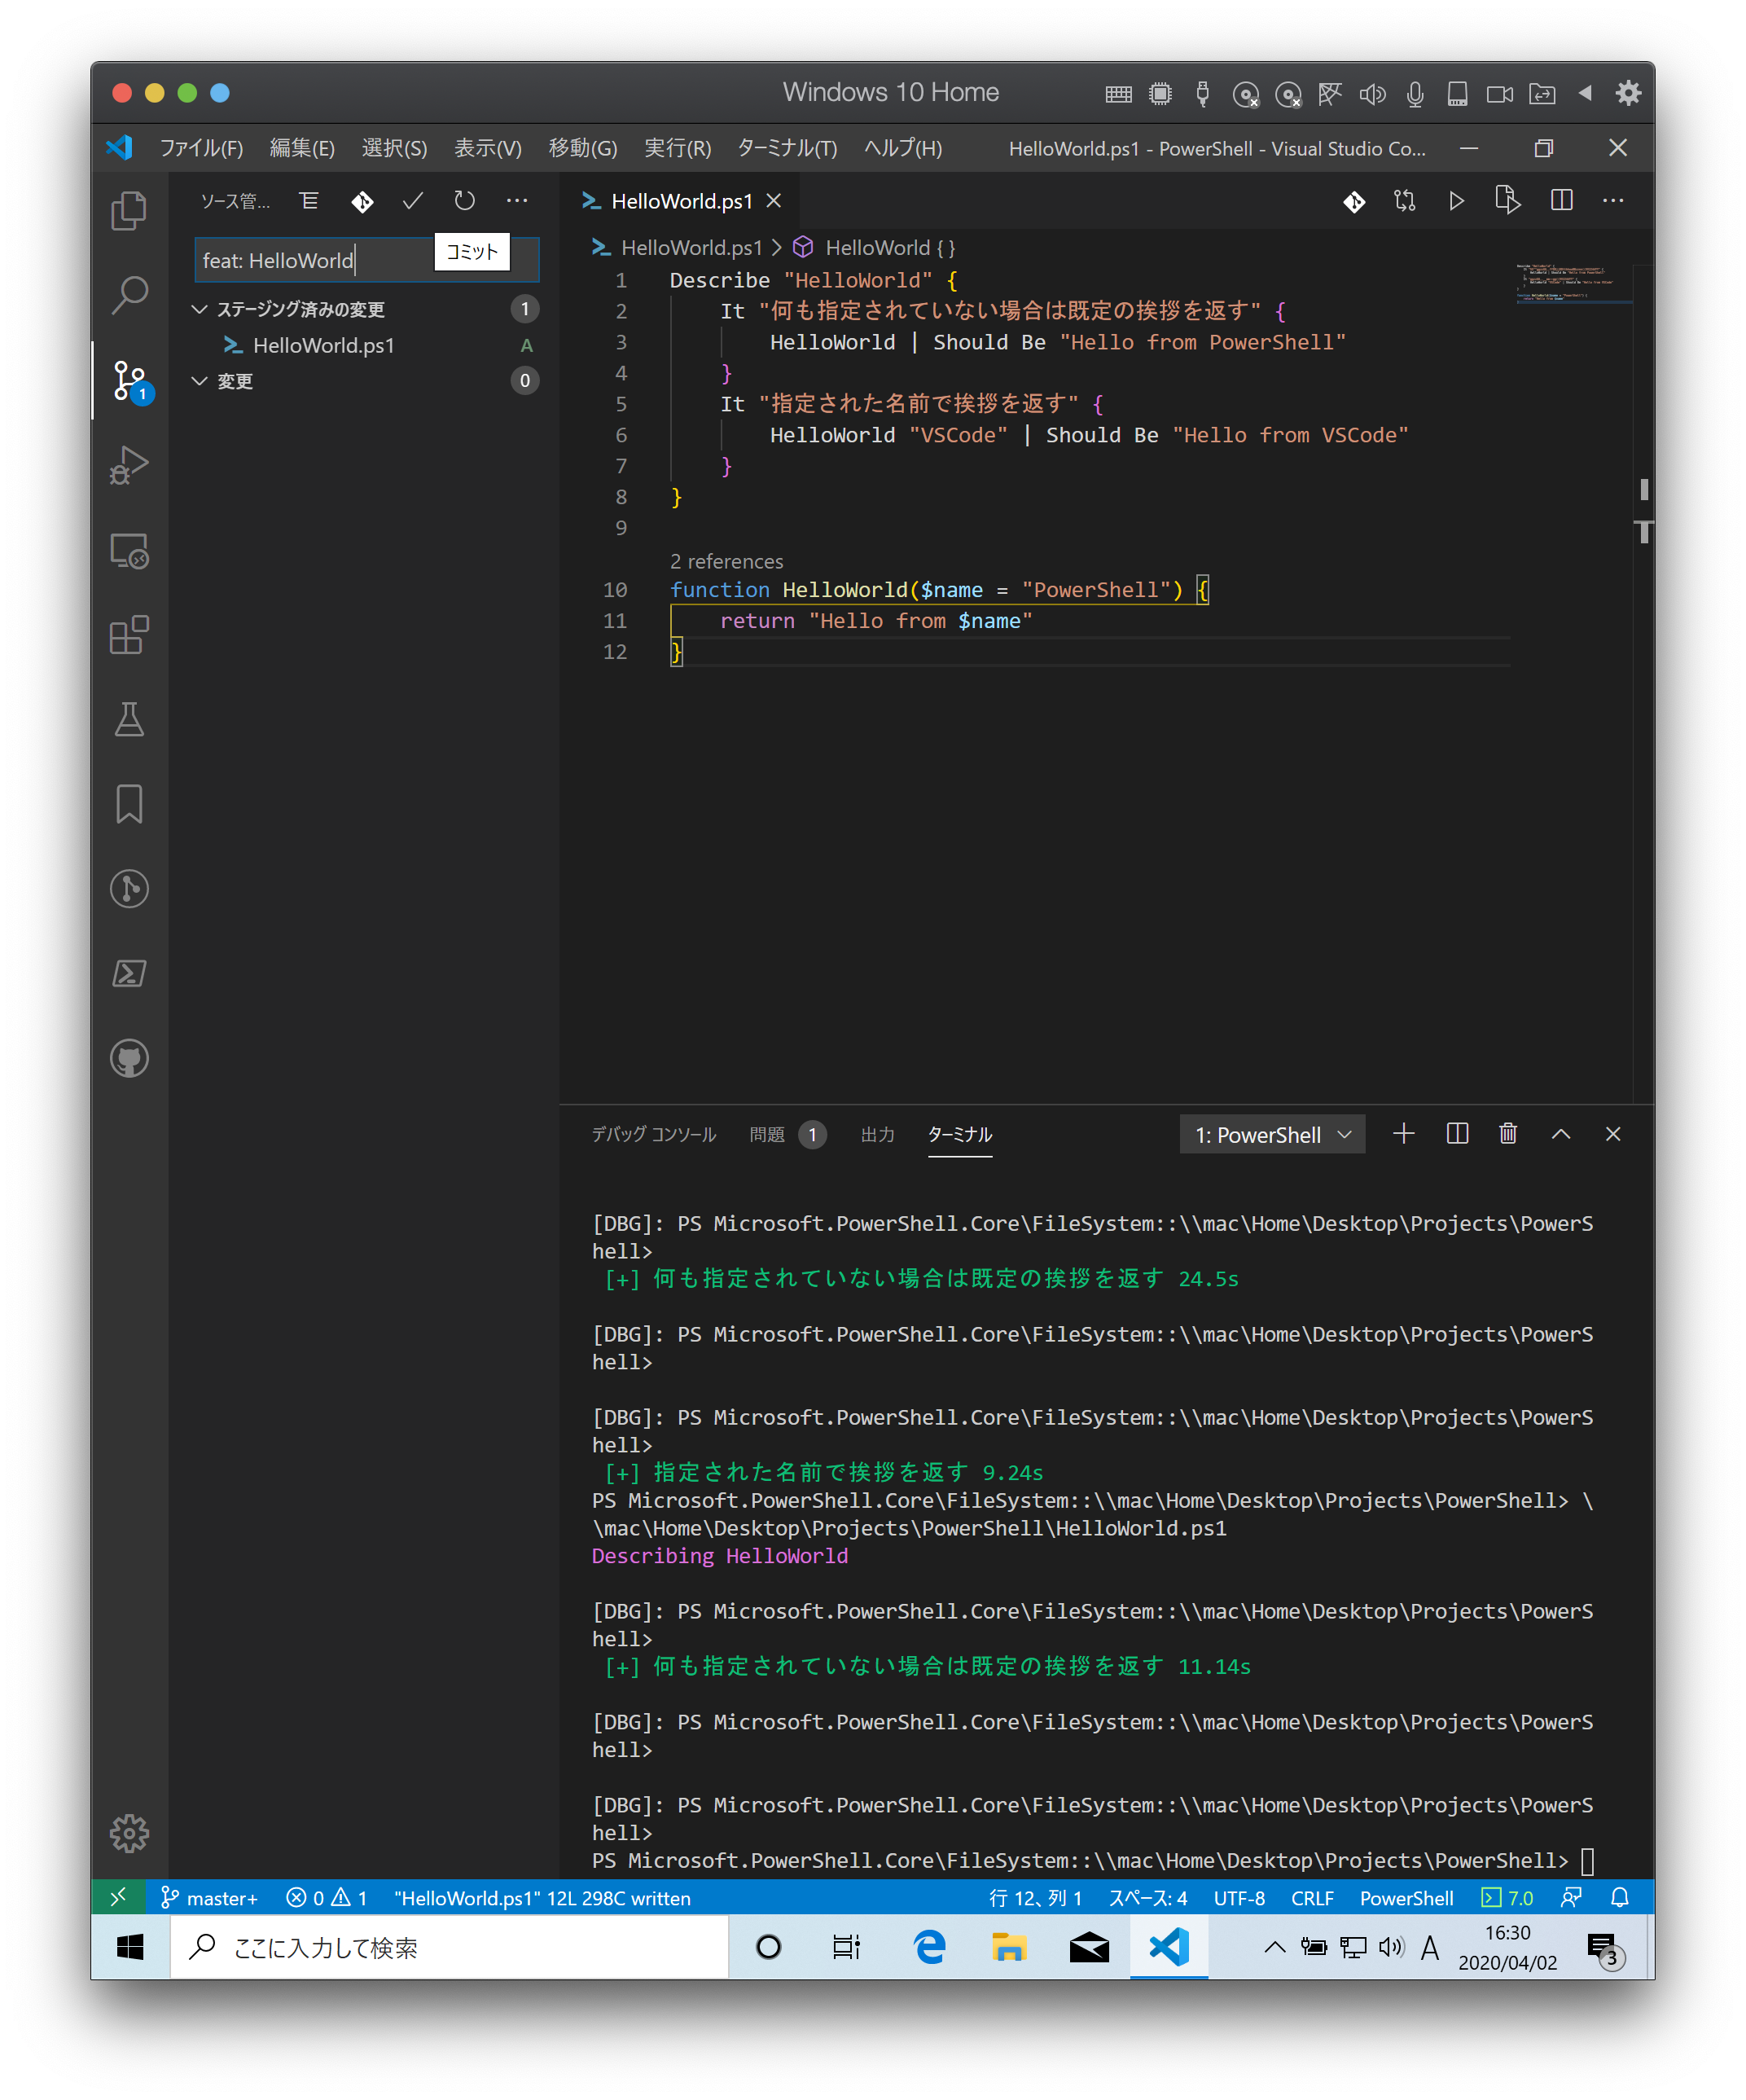 Windows 10 Home
ファイル(F) 編集(E) 選択(S) 表示(V) 移動(G) 実行(R) ターミナル(T) ヘルプ(H) HelloWorld.ps1 - PowerShell - Visual Studio Co...
ソース管...
feat: HelloWorld
コミット
ステージング済みの変更 1
HelloWorld.ps1 A
変更 0
1
HelloWorld.ps1
HelloWorld.ps1 HelloWorld { }
1 Describe "HelloWorld" {
2 It "何も指定されていない場合は既定の挨拶を返す" {
3 HelloWorld | Should Be "Hello from PowerShell"
4 }
5 It "指定された名前で挨拶を返す" {
6 HelloWorld "VSCode" | Should Be "Hello from VSCode"
7 }
8 }
9
2 references
10 function HelloWorld($name = "PowerShell") {
11 return "Hello from $name"
12 }
デバッグ コンソール 問題 1 出力 ターミナル 1: PowerShell
[DBG]: PS Microsoft.PowerShell.Core\FileSystem::\\mac\Home\Desktop\Projects\PowerS
hell>
[+] 何も指定されていない場合は既定の挨拶を返す 24.5s
[DBG]: PS Microsoft.PowerShell.Core\FileSystem::\\mac\Home\Desktop\Projects\PowerS
hell>
[DBG]: PS Microsoft.PowerShell.Core\FileSystem::\\mac\Home\Desktop\Projects\PowerS
hell>
[+] 指定された名前で挨拶を返す 9.24s
PS Microsoft.PowerShell.Core\FileSystem::\\mac\Home\Desktop\Projects\PowerShell> \
\mac\Home\Desktop\Projects\PowerShell\HelloWorld.ps1
Describing HelloWorld
[DBG]: PS Microsoft.PowerShell.Core\FileSystem::\\mac\Home\Desktop\Projects\PowerS
hell>
[+] 何も指定されていない場合は既定の挨拶を返す 11.14s
[DBG]: PS Microsoft.PowerShell.Core\FileSystem::\\mac\Home\Desktop\Projects\PowerS
hell>
[DBG]: PS Microsoft.PowerShell.Core\FileSystem::\\mac\Home\Desktop\Projects\PowerS
hell>
PS Microsoft.PowerShell.Core\FileSystem::\\mac\Home\Desktop\Projects\PowerShell>
master+ 0 1 "HelloWorld.ps1" 12L 298C written 行 12、列 1 スペース: 4 UTF-8 CRLF PowerShell 7.0
ここに入力して検索 A 16:30
2020/04/02 3